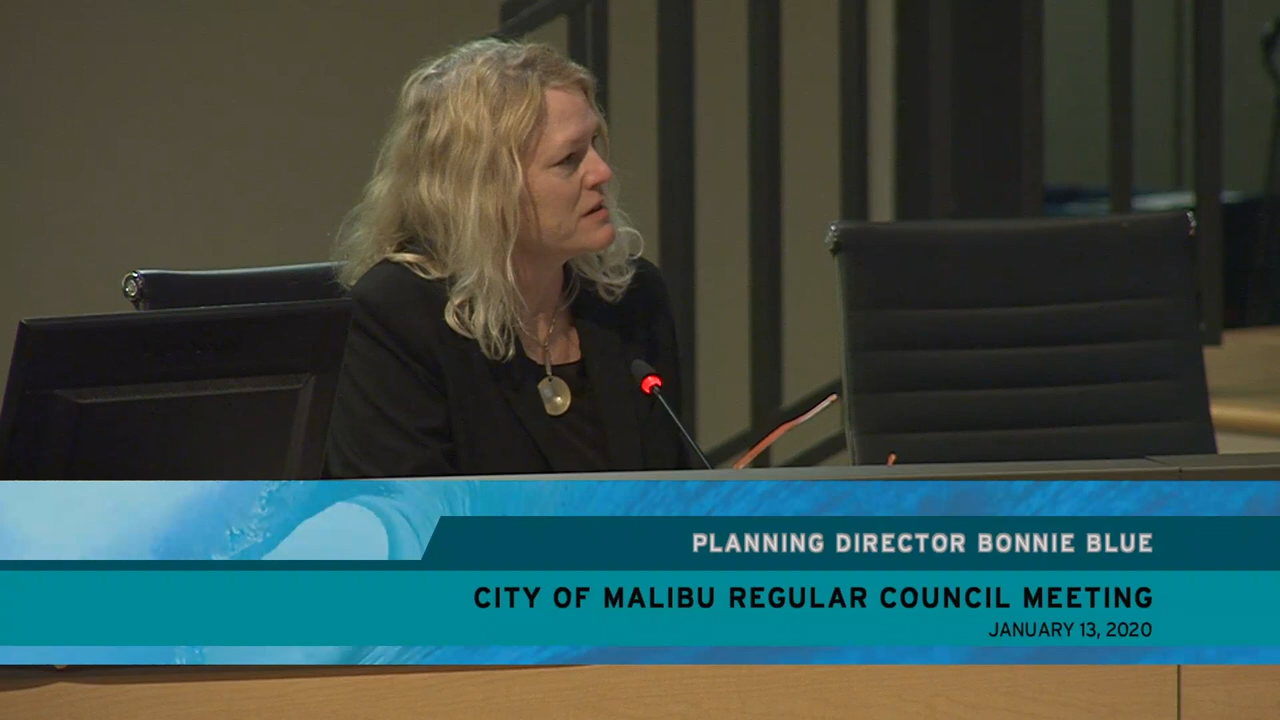 PLANNING DIRECTOR BONNIE BLUE
CITY OF MALIBU REGULAR COUNCIL MEETING
JANUARY 13, 2020